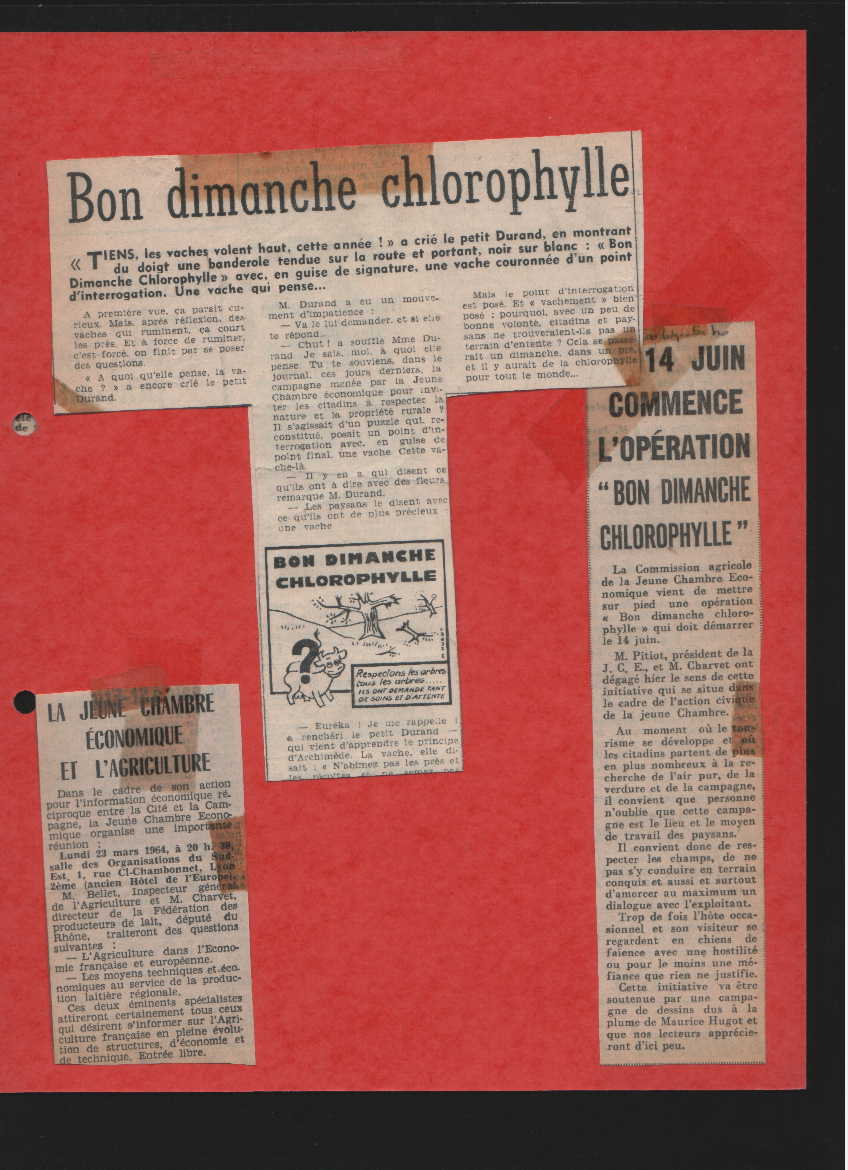 Bon dimanche chlorophylle
« TIENS, les vaches volent haut, cette année ! » a crié le petit Durand, en montrant
du doigt une banderole tendue sur la route et portant, noir sur blanc : « Bon
Dimanche Chlorophylle » avec, en guise de signature, une vache couronnée d'un point
d'interrogation. Une vache qui pense...
A première vue, ça paraît cu-
rieux. Mais, après réflexion, des
vaches qui ruminent, ça court
les prés. Et à force de ruminer,
c'est forcé, on finit par se poser
des questions.
« A quoi qu'elle pense, la va-
che ? » a encore crié le petit
Durand.
M. Durand a eu un mouve-
ment d'impatience :
— Va le lui demander, et si elle
te répond...
— Chut ! a soufflé Mme Du-
rand Je sais, moi, à quoi elle
pense. Tu te souviens, dans le
journal, ces jours derniers, la
campagne menée par la Jeune
Chambre économique pour invi-
ter les citadins à respecter la
nature et la propriété rurale ?
Il s'agissait d'un puzzle qui, re-
constitué, posait un point d'in-
terrogation avec, en guise de
point final, une vache. Cette va-
che-là.
— Il y en a qui disent ce
qu'ils ont à dire avec des fleurs,
remarque M. Durand.
— Les paysans le disent avec
ce qu'ils ont de plus précieux :
une vache
BON DIMANCHE
CHLOROPHYLLE
?
Respectons les arbres
tous les arbres.....
ILS ONT DEMANDÉ TANT
DE SOINS ET D'ATTENTE
— Eurêka ! Je me rappelle !
a renchéri le petit Durand —
qui vient d'apprendre le principe
d'Archimède. La vache, elle di-
sait : « N'abîmez pas les prés et
les récoltes
Mais le point d'interrogation
est posé. Et « vachement » bien
posé : pourquoi, avec un peu de
bonne volonté, citadins et pay-
sans ne trouveraient-ils pas un
terrain d'entente ? Cela se passe-
rait un dimanche, dans un pré,
et il y aurait de la chlorophylle
pour tout le monde...
14 JUIN
COMMENCE
L'OPÉRATION
" BON DIMANCHE
CHLOROPHYLLE "
La Commission agricole
de la Jeune Chambre Eco-
nomique vient de mettre
sur pied une opération
« Bon dimanche chloro-
phylle » qui doit démarrer
le 14 juin.
M. Pitiot, président de la
J. C. E., et M. Charvet ont
dégagé hier le sens de cette
initiative qui se situe dans
le cadre de l'action civique
de la jeune Chambre.
Au moment où le tou-
risme se développe et où
les citadins partent de plus
en plus nombreux à la re-
cherche de l'air pur, de la
verdure et de la campagne,
il convient que personne
n'oublie que cette campa-
gne est le lieu et le moyen
de travail des paysans.
Il convient donc de res-
pecter les champs, de ne
pas s'y conduire en terrain
conquis et aussi et surtout
d'amorcer au maximum un
dialogue avec l'exploitant.
Trop de fois l'hôte occa-
sionnel et son visiteur se
regardent en chiens de
faïence avec une hostilité
ou pour le moins une mé-
fiance que rien ne justifie.
Cette initiative va être
soutenue par une campa-
gne de dessins dus à la
plume de Maurice Hugot et
que nos lecteurs apprécie-
ront d'ici peu.
LA JEUNE CHAMBRE
ÉCONOMIQUE
ET L'AGRICULTURE
Dans le cadre de son action
pour l'information économique ré-
ciproque entre la Cité et la Cam-
pagne, la Jeune Chambre Econo-
mique organise une importante
réunion :
Lundi 23 mars 1964, à 20 h. 30,
salle des Organisations du Sud-
Est, 1, rue Cl-Chambonnet, Lyon
2ème (ancien Hôtel de l'Europe).
M. Bellet, Inspecteur général
de l'Agriculture et M. Charvet,
directeur de la Fédération des
producteurs de lait, député du
Rhône, traiteront des questions
suivantes :
— L'Agriculture dans l'Econo-
mie française et européenne.
— Les moyens techniques et éco-
nomiques au service de la produc-
tion laitière régionale.
Ces deux éminents spécialistes
attireront certainement tous ceux
qui désirent s'informer sur l'Agri-
culture française en pleine évolu-
tion de structures, d'économie et
de technique. Entrée libre.